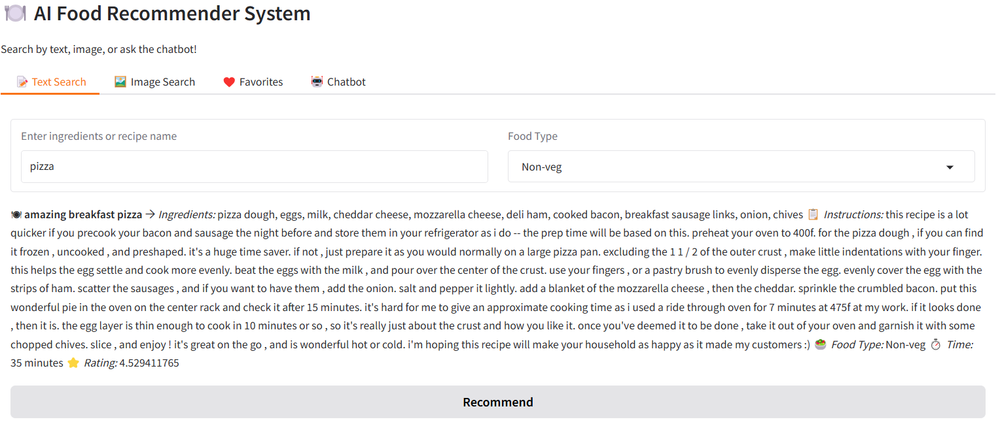 🍽️ AI Food Recommender System
Search by text, image, or ask the chatbot!
📝 Text Search 🖼️ Image Search ❤️ Favorites 🤖 Chatbot
Enter ingredients or recipe name Food Type
pizza Non-veg
🍽️ amazing breakfast pizza → Ingredients: pizza dough, eggs, milk, cheddar cheese, mozzarella cheese, deli ham, cooked bacon, breakfast sausage links, onion, chives 📋 Instructions: this recipe is a lot
quicker if you precook your bacon and sausage the night before and store them in your refrigerator as i do -- the prep time will be based on this. preheat your oven to 400f. for the pizza dough , if you can find
it frozen , uncooked , and preshaped. it's a huge time saver. if not , just prepare it as you would normally on a large pizza pan. excluding the 1 1 / 2 of the outer crust , make little indentations with your finger.
this helps the egg settle and cook more evenly. beat the eggs with the milk , and pour over the center of the crust. use your fingers , or a pastry brush to evenly disperse the egg. evenly cover the egg with the
strips of ham. scatter the sausages , and if you want to have them , add the onion. salt and pepper it lightly. add a blanket of the mozzarella cheese , then the cheddar. sprinkle the crumbled bacon. put this
wonderful pie in the oven on the center rack and check it after 15 minutes. it's hard for me to give an approximate cooking time as i used a ride through oven for 7 minutes at 475f at my work. if it looks done
, then it is. the egg layer is thin enough to cook in 10 minutes or so , so it's really just about the crust and how you like it. once you've deemed it to be done , take it out of your oven and garnish it with some
chopped chives. slice , and enjoy ! it's great on the go , and is wonderful hot or cold. i'm hoping this recipe will make your household as happy as it made my customers :) 🥗 Food Type: Non-veg ⏱️ Time:
35 minutes ⭐ Rating: 4.529411765
Recommend